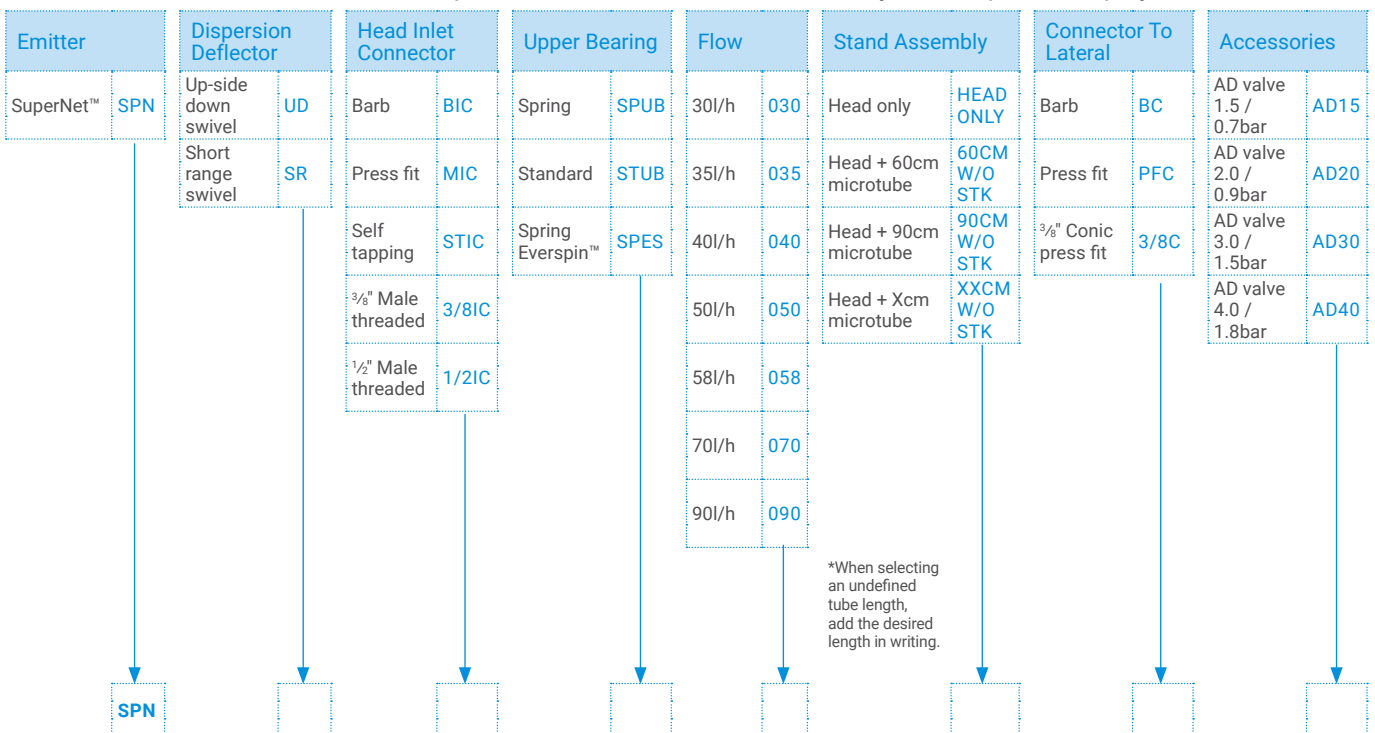 Emitter
Dispersion
Deflector
Head Inlet
Connector
Upper Bearing
Flow
Stand Assembly
Connector To
Lateral
Accessories
SuperNet™ SPN
Up-side
down
swivel
UD
Barb BIC
Spring SPUB
30l/h 030
Head only
HEAD
ONLY
Barb BC
AD valve
1.5 /
0.7bar
AD15
Short
range
swivel
SR
Press fit MIC
Standard STUB
35l/h 035
Head + 60cm
microtube
60CM
W/O
STK
Press fit PFC
AD valve
2.0 /
0.9bar
AD20
Self
tapping
STIC
Spring
Everspin™
SPES
40l/h 040
Head + 90cm
microtube
90CM
W/O
STK
⅜" Conic
press fit
3/8C
AD valve
3.0 /
1.5bar
AD30
⅜" Male
threaded
3/8IC
50l/h 050
Head + Xcm
microtube
XXCM
W/O
STK
AD valve
4.0 /
1.8bar
AD40
½" Male
threaded
1/2IC
58l/h 058
70l/h 070
90l/h 090
*When selecting
an undefined
tube length,
add the desired
length in writing.
SPN